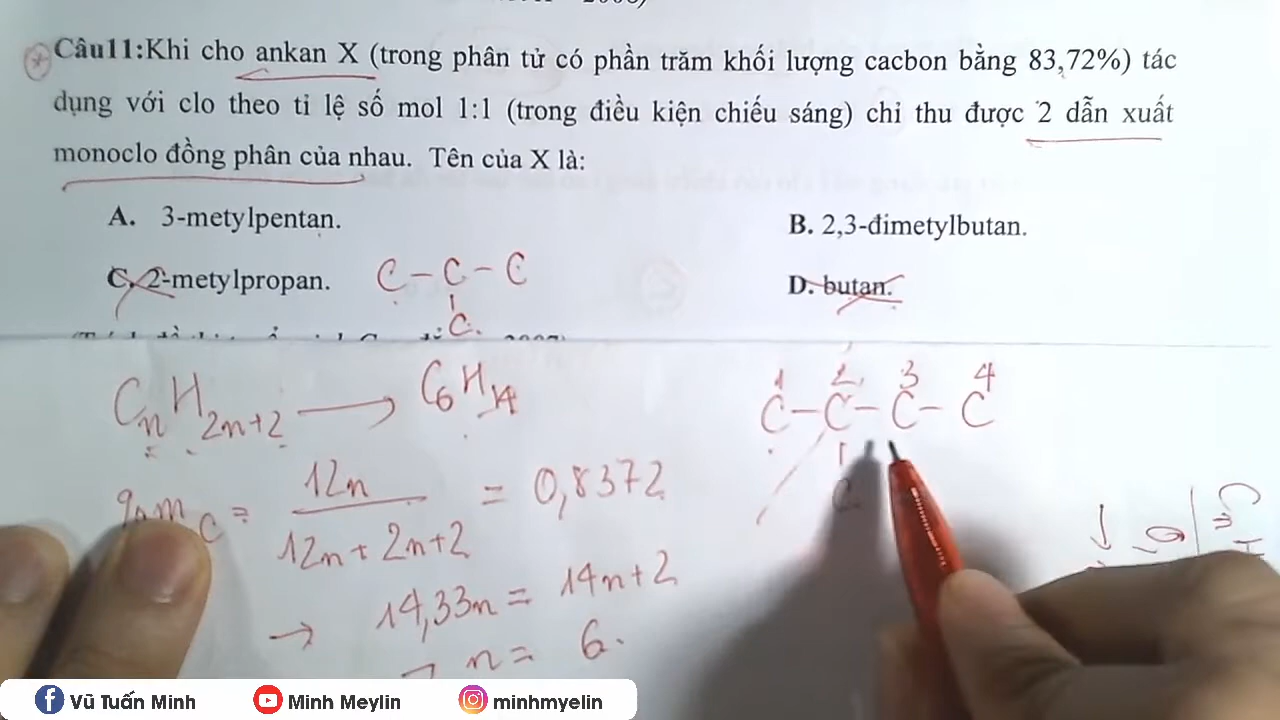 Câu11:Khi cho ankan X (trong phân tử có phần trăm khối lượng cacbon bằng 83,72%) tác
dụng với clo theo tỉ lệ số mol 1:1 (trong điều kiện chiếu sáng) chỉ thu được 2 dẫn xuất
monoclo đồng phân của nhau. Tên của X là:
A. 3-metylpentan.
B. 2,3-đimetylbutan.
C. 2-metylpropan.
C – C – C
C
D. butan.
CnH2n+2 → C6H14
1 2 3 4
C – C – C – C
C
%mC = 12n / 12n + 2n + 2 = 0,8372
→ 14,33n = 14n + 2
→ n = 6.
Vũ Tuấn Minh
Minh Meylin
minhmyelin